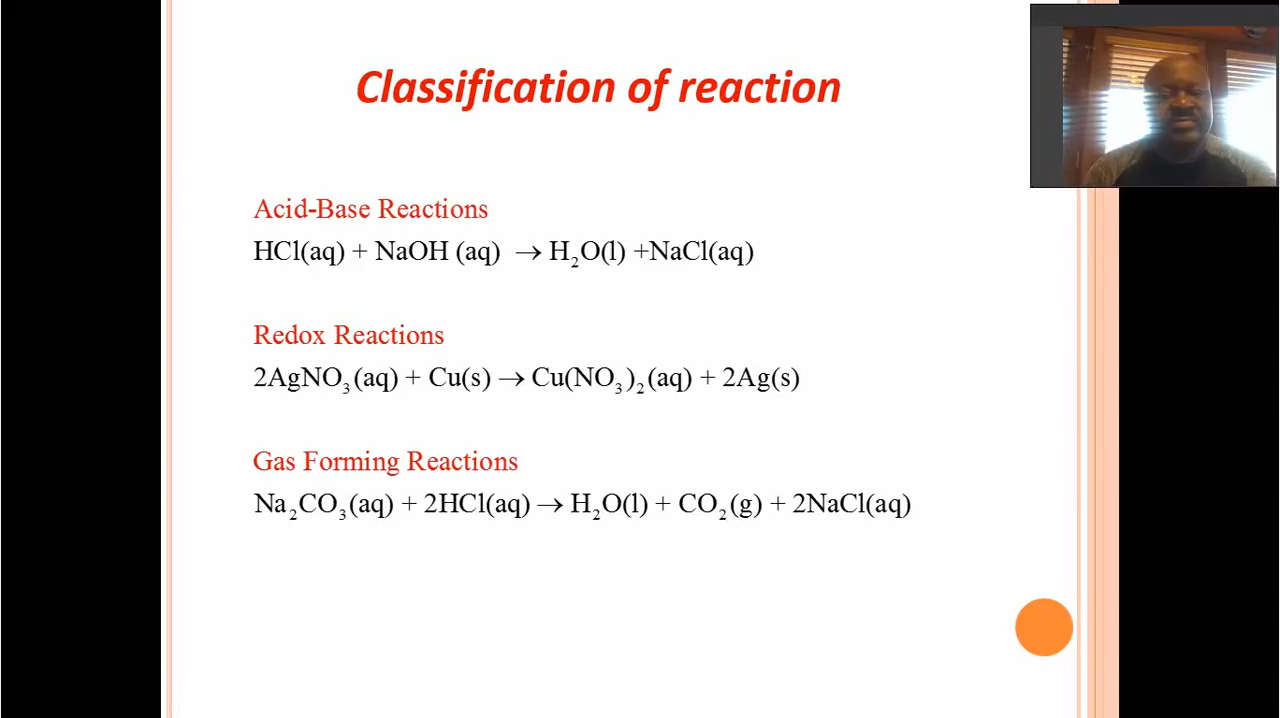 Classification of reaction
Acid-Base Reactions
HCl(aq) + NaOH (aq) → H₂O(l) +NaCl(aq)
Redox Reactions
2AgNO₃(aq) + Cu(s) → Cu(NO₃)₂(aq) + 2Ag(s)
Gas Forming Reactions
Na₂CO₃(aq) + 2HCl(aq) → H₂O(l) + CO₂(g) + 2NaCl(aq)